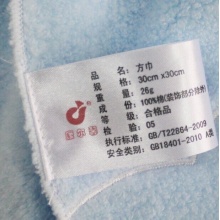 品 名：方巾
规 格：30cm x30cm
重 量：26g
成 分：100%棉(装饰部分除外)
等 级：合格品
检 验：05
执行标准：GB/T22864-2009
安全类别：GB18401-2010 A类